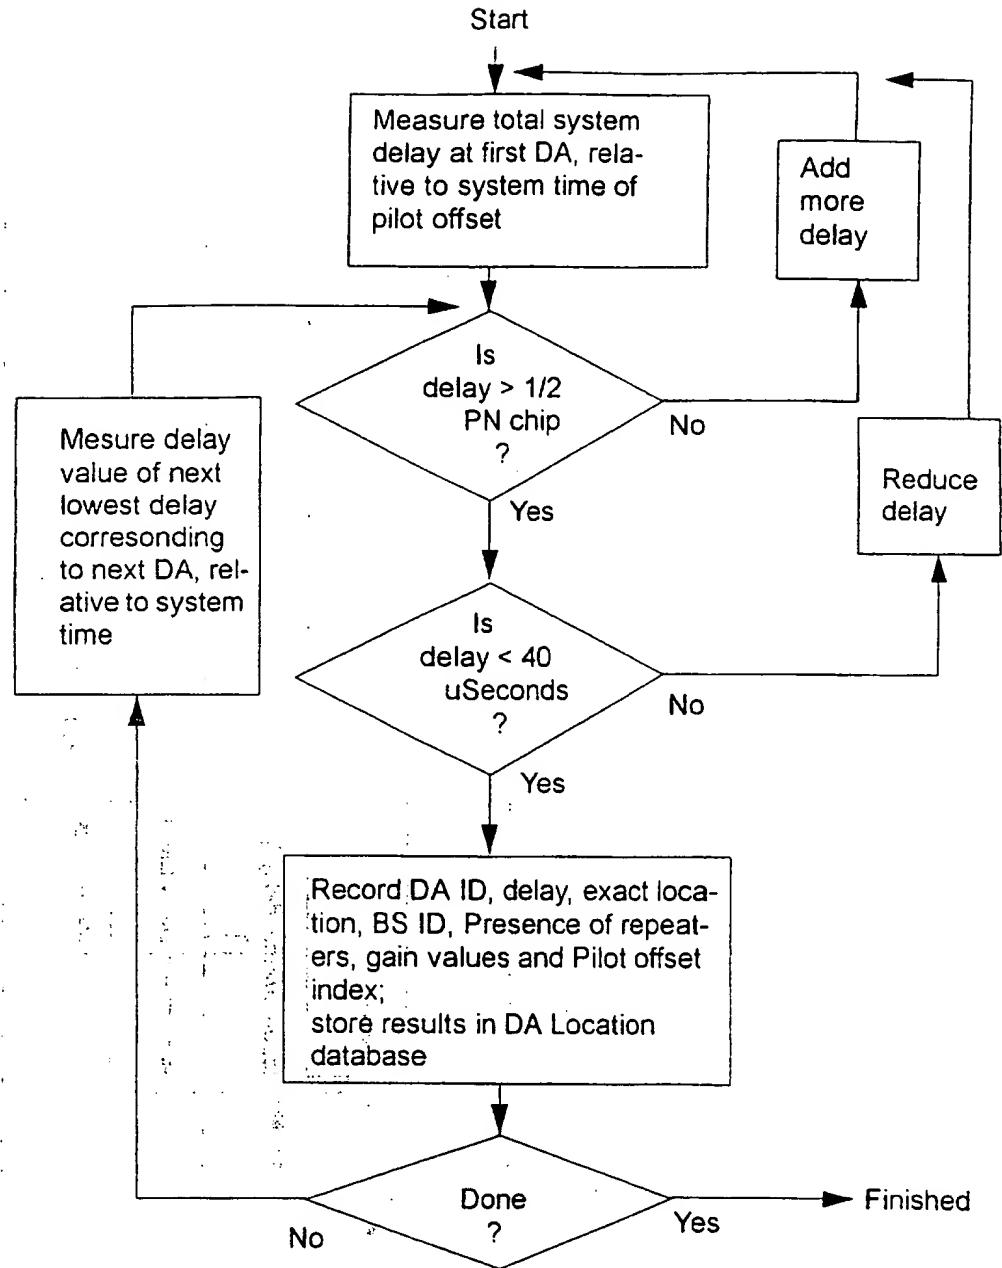 Start
Measure total system
delay at first DA, rela-
tive to system time of
pilot offset
Add
more
delay
Is
delay > 1/2
PN chip
?
No
Yes
Mesure delay
value of next
lowest delay
corresonding
to next DA, rel-
ative to system
time
Reduce
delay
Is
delay < 40
uSeconds
?
No
Yes
Record DA ID, delay, exact loca-
tion, BS ID, Presence of repeat-
ers, gain values and Pilot offset
index;
store results in DA Location
database
Done
?
No
Yes
Finished